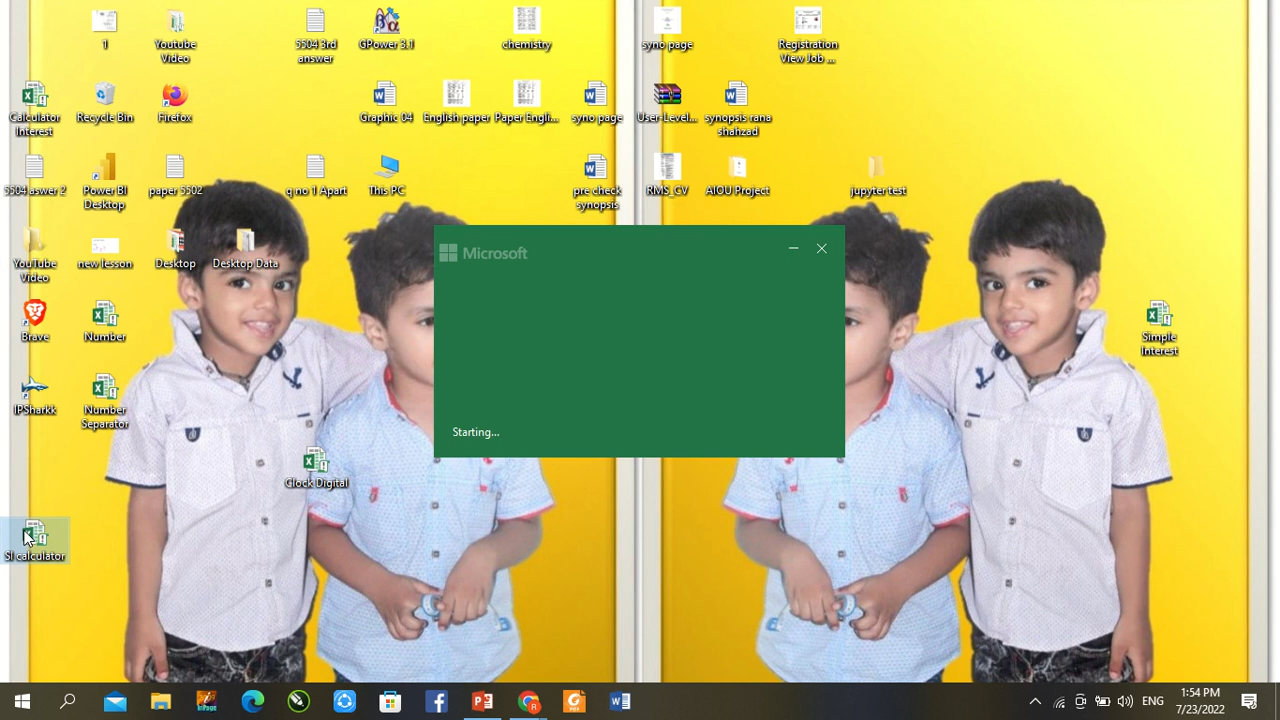 1
Youtube
Video
5504 3rd
answer
GPower 3.1
chemistry
syno page
Registration
View Job ...
Calculator
Interest
Recycle Bin
Firefox
Graphic 04
English paper
Paper Engli...
syno page
User-Level...
synopsis rana
shahzad
5504 aswer 2
Power BI
Desktop
paper 5502
q no 1 Apart
This PC
pre check
synopsis
RMS_CV
AIOU Project
jupyter test
YouTube
Video
new lesson
Desktop
Desktop Data
Microsoft
Brave
Number
Simple
Interest
IPSharkk
Number
Separator
Starting...
Clock Digital
SI calculator
ENG
1:54 PM
7/23/2022